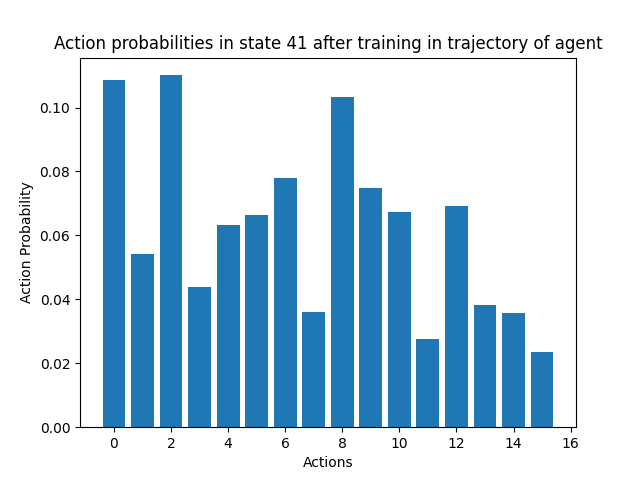 Action probabilities in state 41 after training in trajectory of agent
0.10
0.08
0.06
0.04
0.02
0.00
Action Probability
0 2 4 6 8 10 12 14 16
Actions